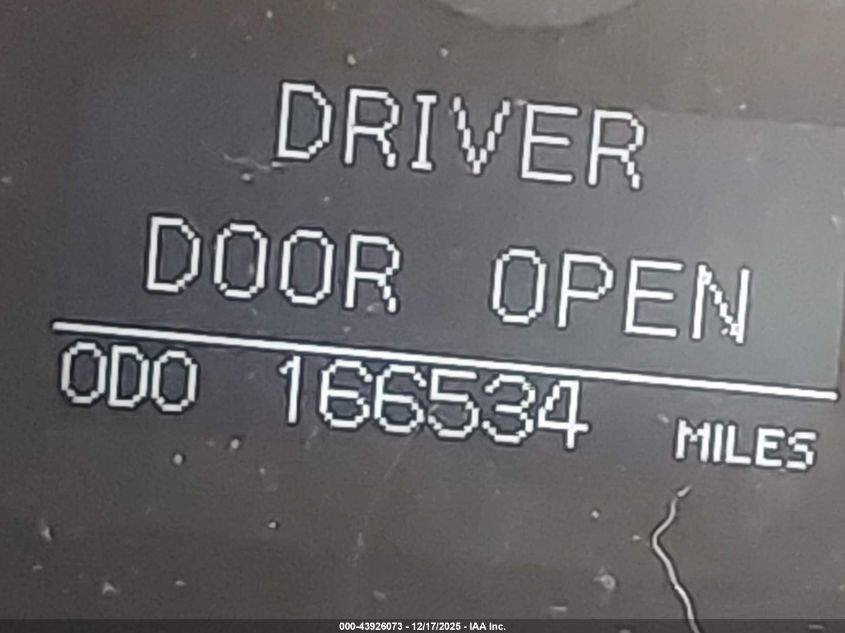 DRIVER
DOOR OPEN
ODO 166534 MILES
000-43926073 - 12/17/2025 - IAA Inc.